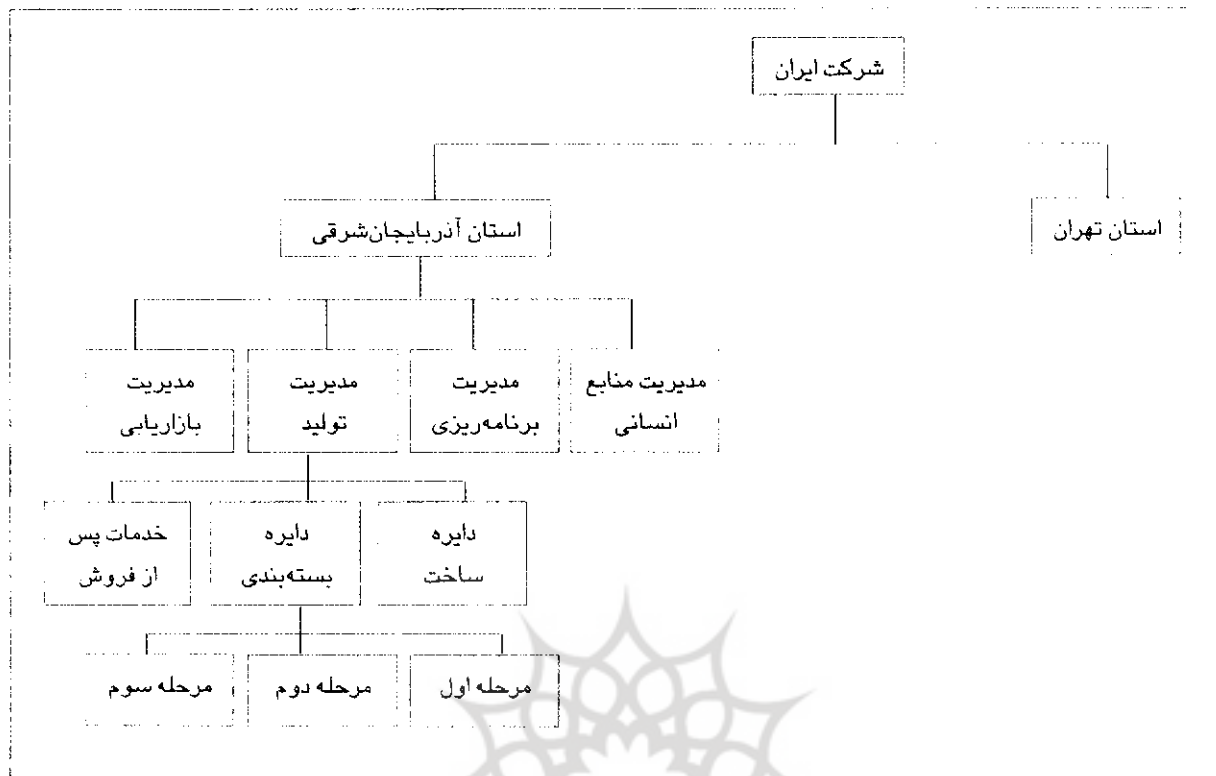 شرکت ایران
استان تهران
استان آذربایجان‌شرقی
مدیریت منابع
انسانی
مدیریت
برنامه‌ریزی
مدیریت
تولید
مدیریت
بازاریابی
دایره
ساخت
دایره
بسته‌بندی
خدمات پس
از فروش
مرحله اول
مرحله دوم
مرحله سوم